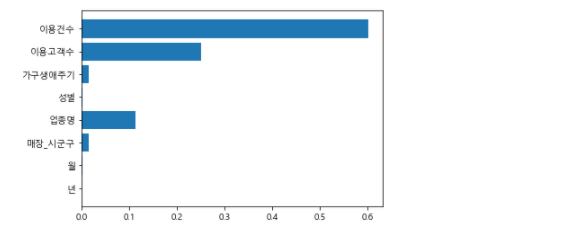 이용건수
이용고객수
가구생애주기
성별
업종명
매장_시군구
월
년
0.0 0.1 0.2 0.3 0.4 0.5 0.6